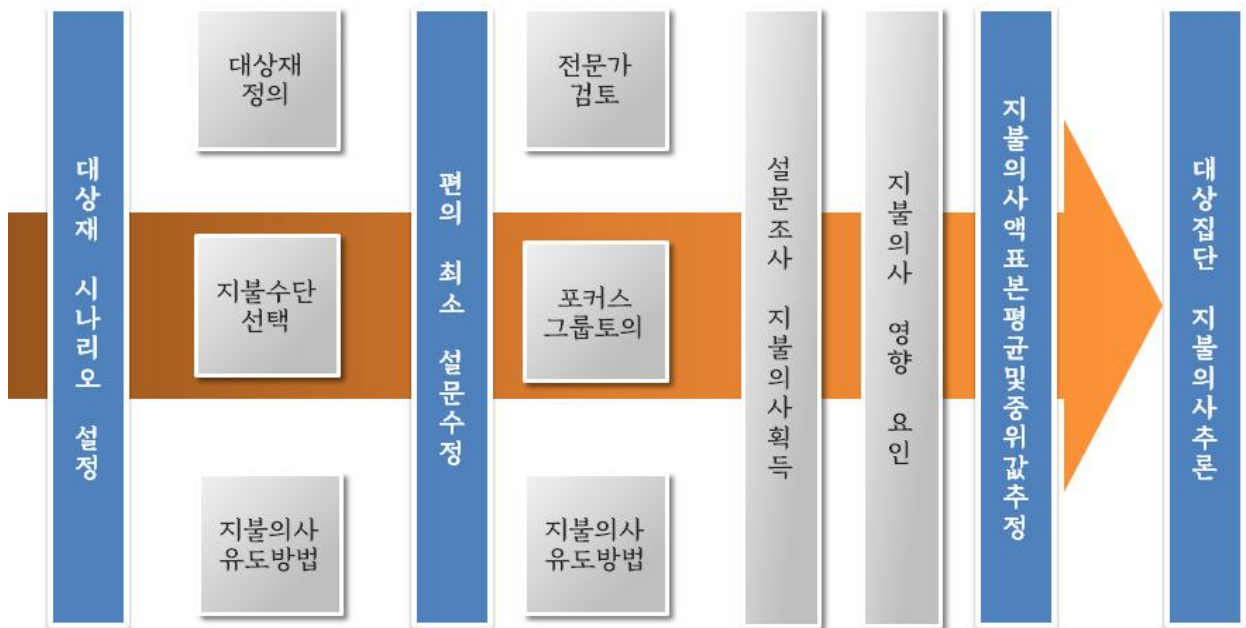 대상재 시나리오 설정
대상재
정의
지불수단
선택
지불의사
유도방법
편의 최소 설문수정
전문가
검토
포커스
그룹토의
지불의사
유도방법
설문조사 지불의사획득
지불의사 영향 요인
지불의사액표본평균및중위값추정
대상집단 지불의사추론